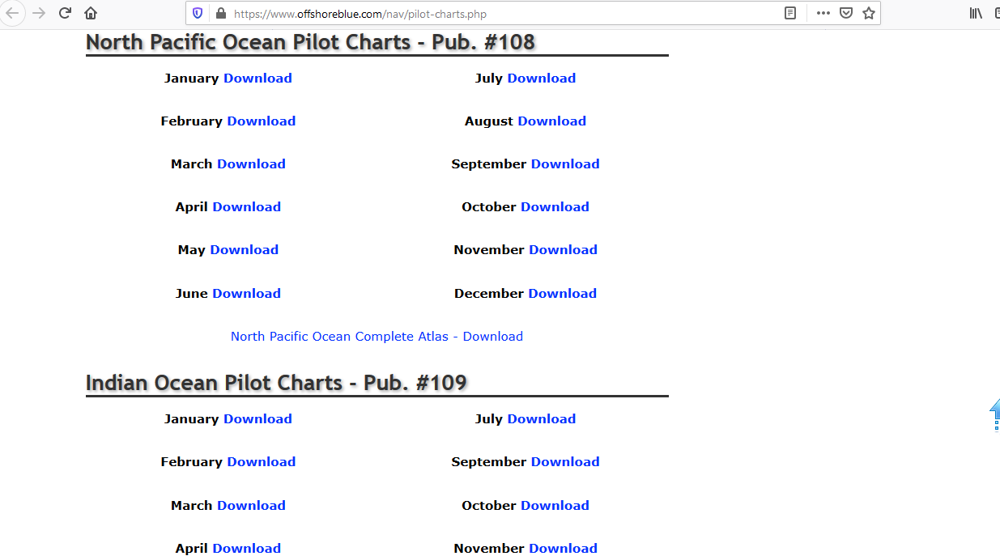 https://www.offshoreblue.com/nav/pilot-charts.php
North Pacific Ocean Pilot Charts - Pub. #108
January Download July Download
February Download August Download
March Download September Download
April Download October Download
May Download November Download
June Download December Download
North Pacific Ocean Complete Atlas - Download
Indian Ocean Pilot Charts - Pub. #109
January Download July Download
February Download September Download
March Download October Download
April Download November Download